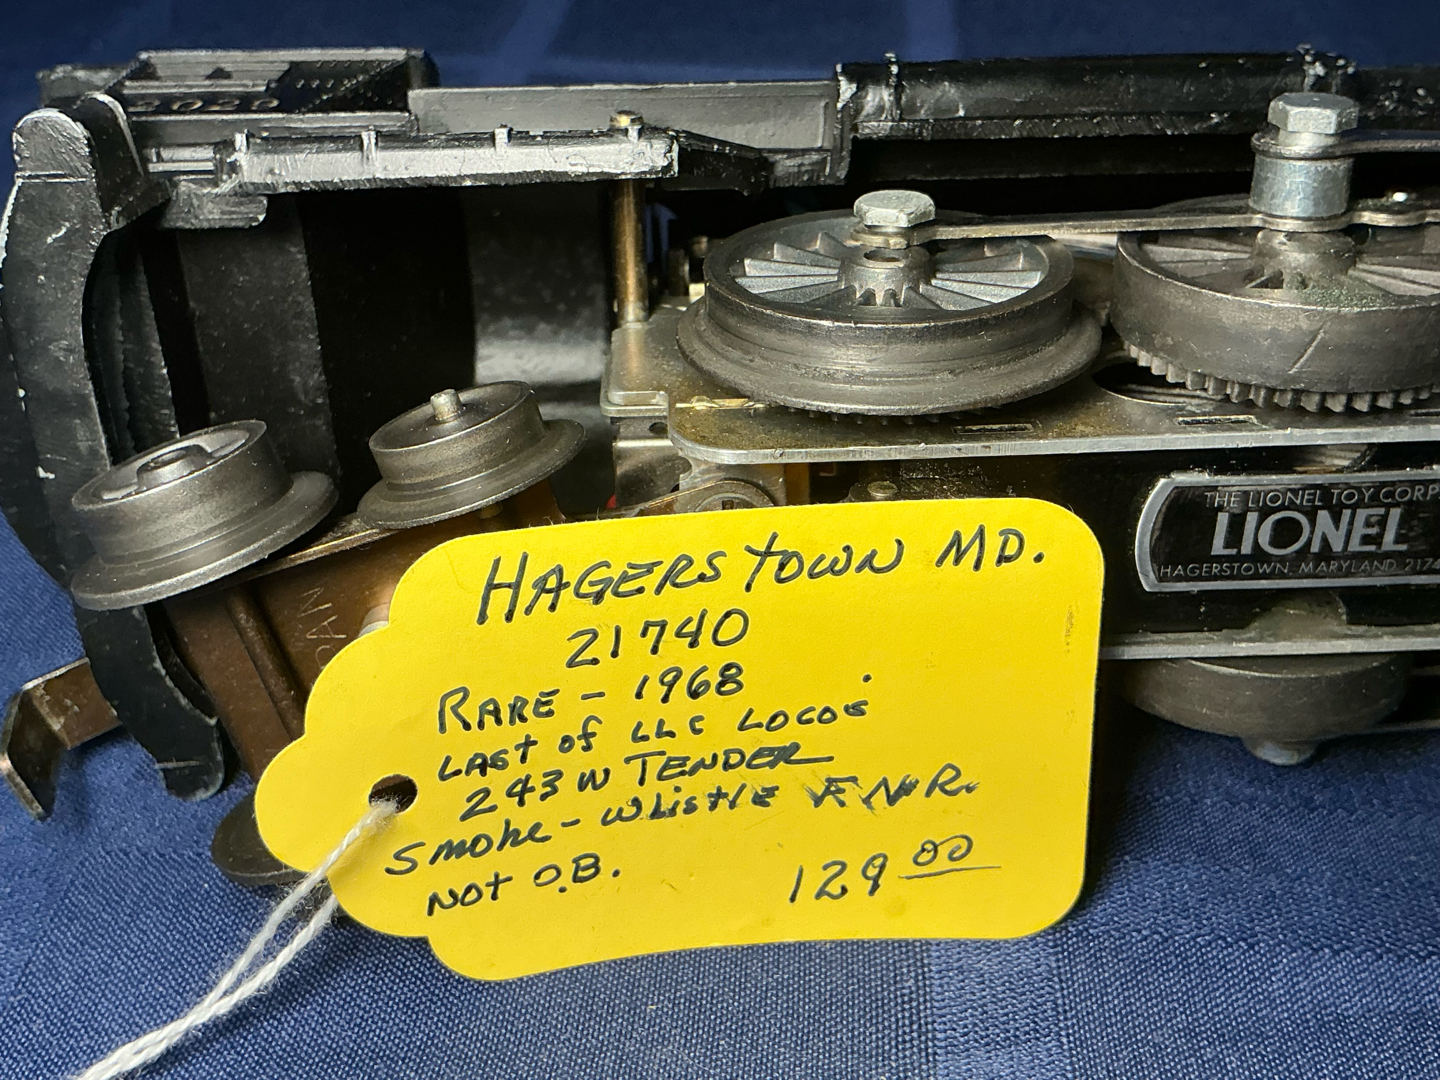 2029
THE LIONEL TOY CORP
LIONEL
HAGERSTOWN, MARYLAND 2174
HAGERSTOWN MD.
21740
RARE - 1968
LAST of LLC LOCO'S
243 W TENDER
SMOKE - WHISTLE F.N.R.
NOT O.B.
129 00